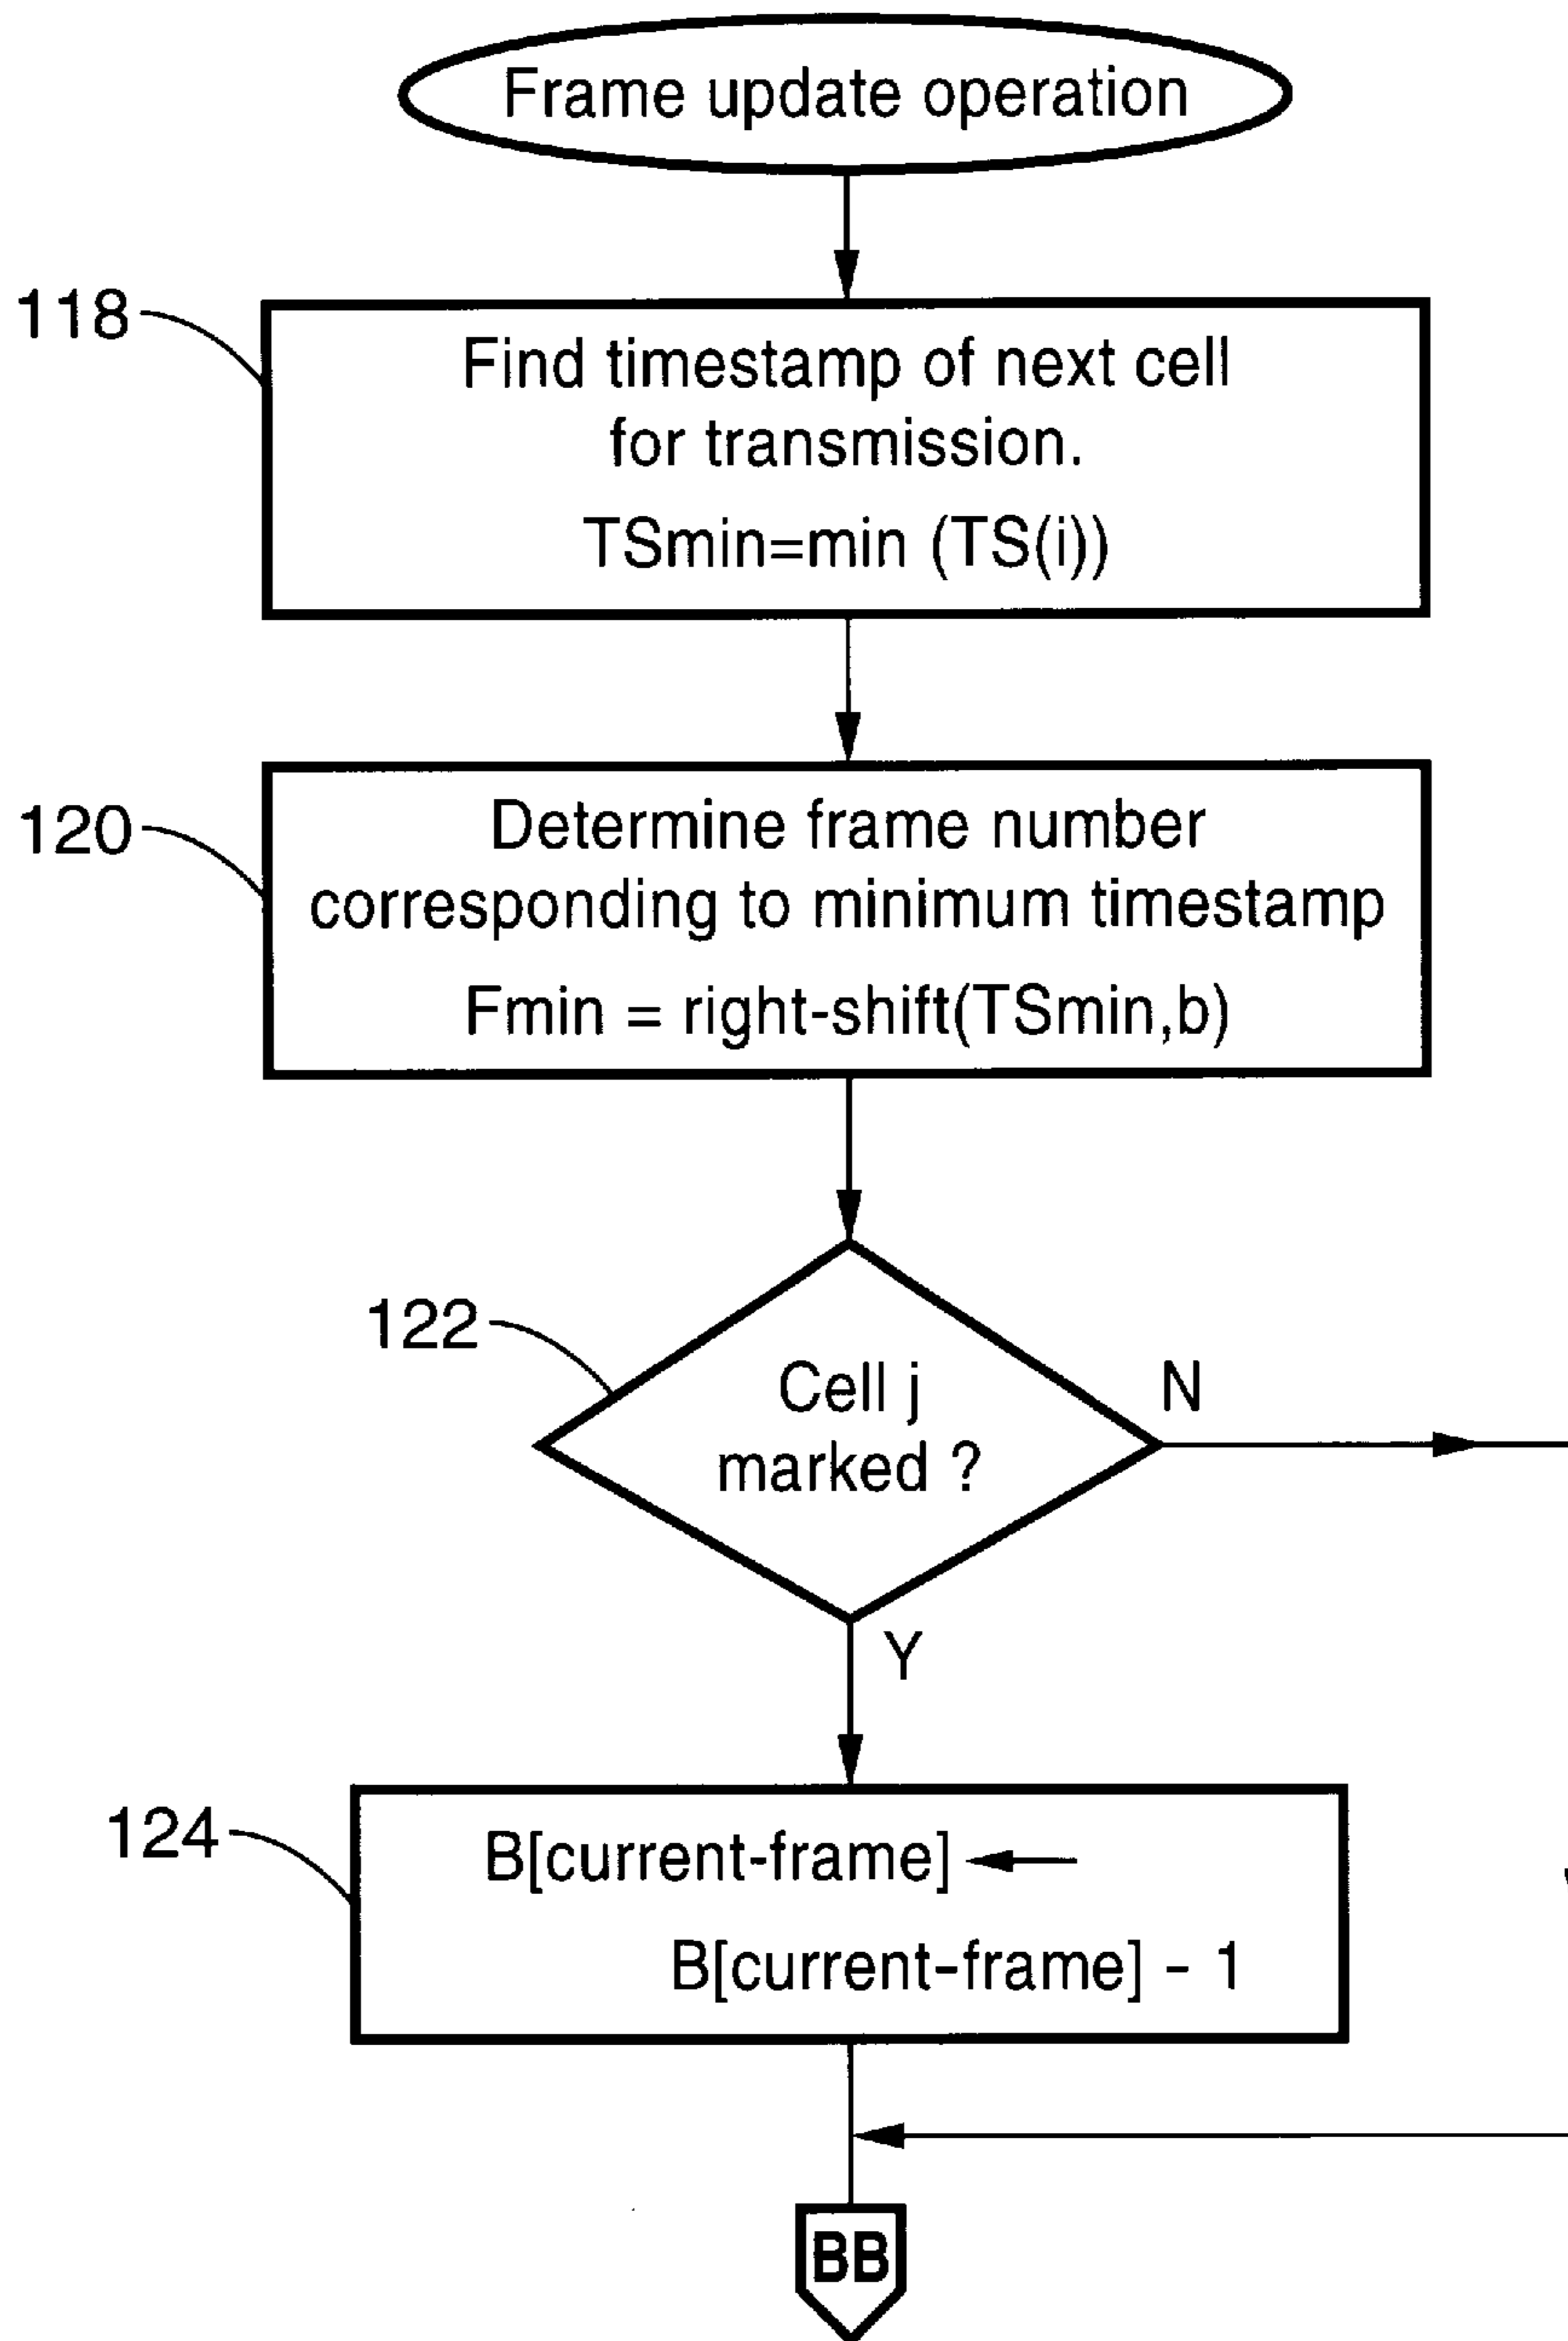 Frame update operation
118
Find timestamp of next cell
for transmission.
TSmin=min (TS(i))
120
Determine frame number
corresponding to minimum timestamp
Fmin = right-shift(TSmin,b)
122
Cell j
marked ?
N
Y
124
B[current-frame] ←
B[current-frame] - 1
BB